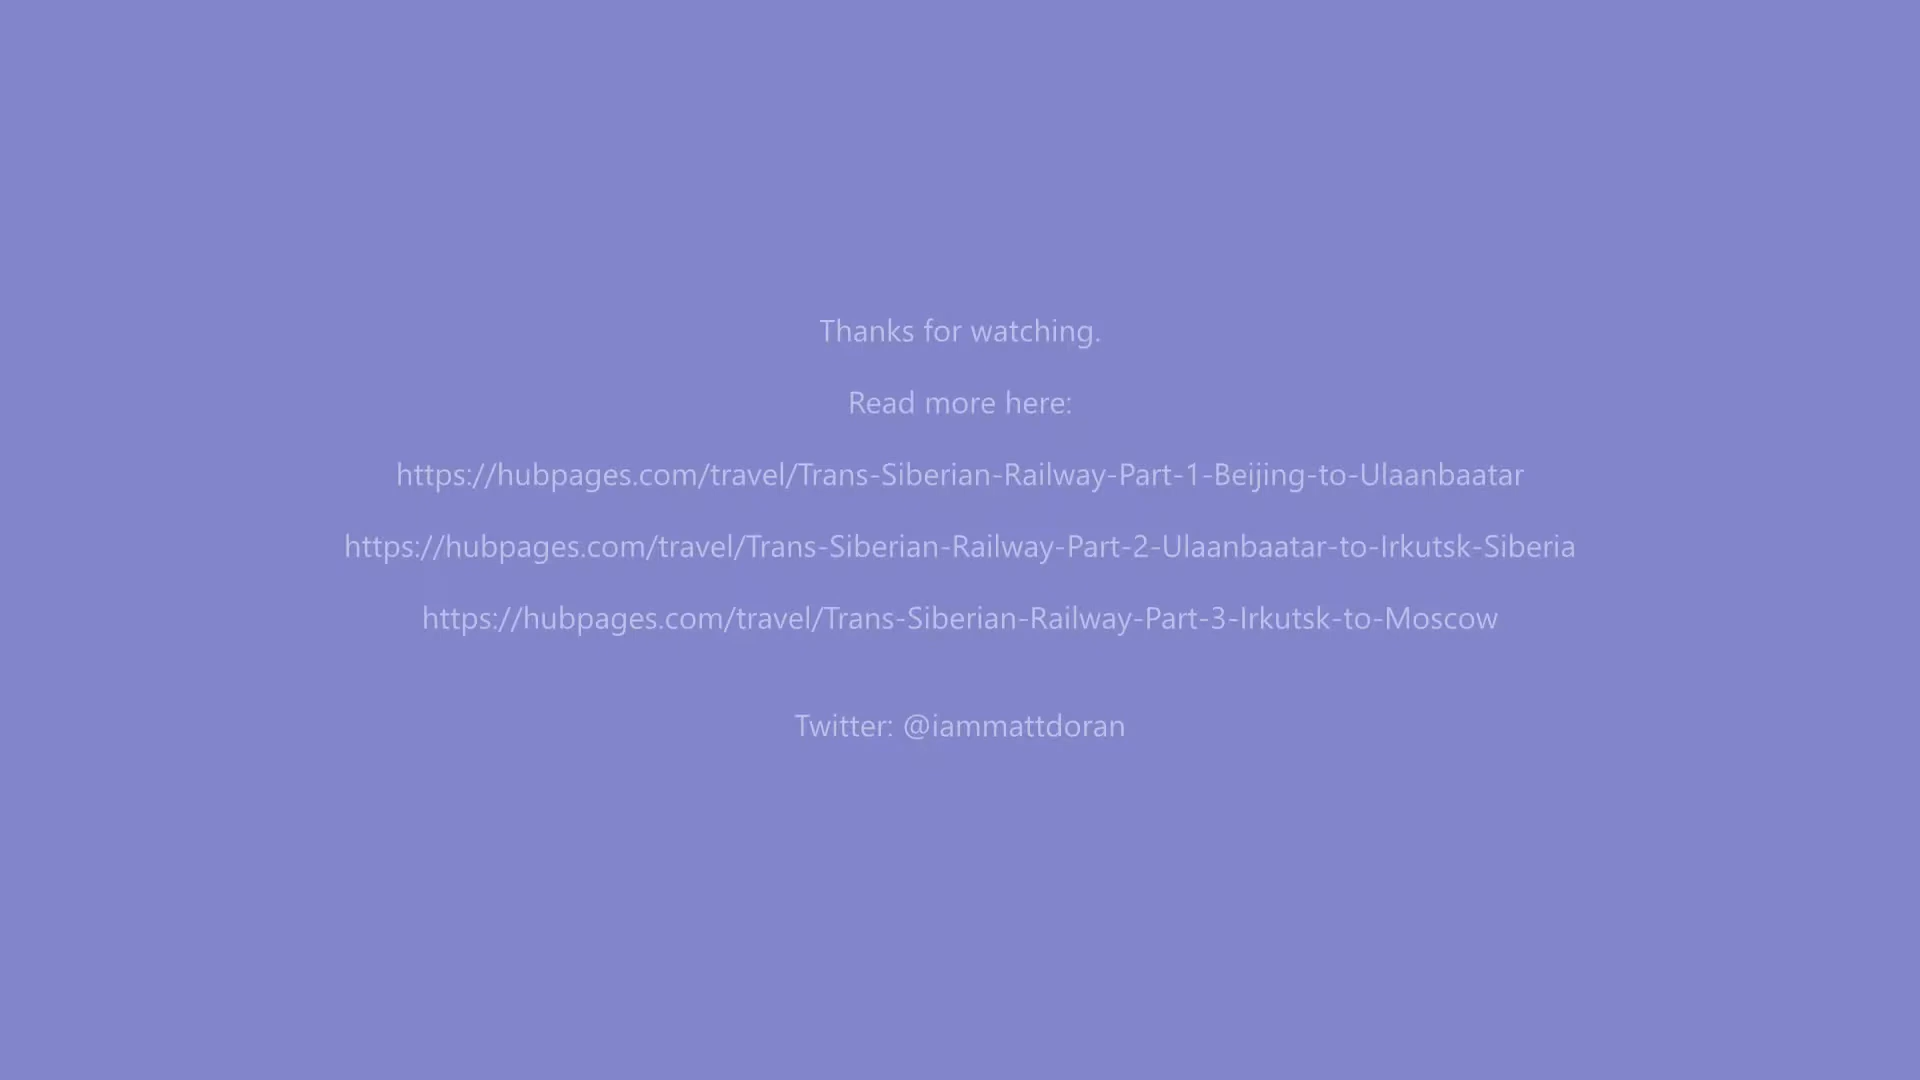 Thanks for watching.
Read more here:
https://hubpages.com/travel/Trans-Siberian-Railway-Part-1-Beijing-to-Ulaanbaatar
https://hubpages.com/travel/Trans-Siberian-Railway-Part-2-Ulaanbaatar-to-Irkutsk-Siberia
https://hubpages.com/travel/Trans-Siberian-Railway-Part-3-Irkutsk-to-Moscow
Twitter: @iammattdoran